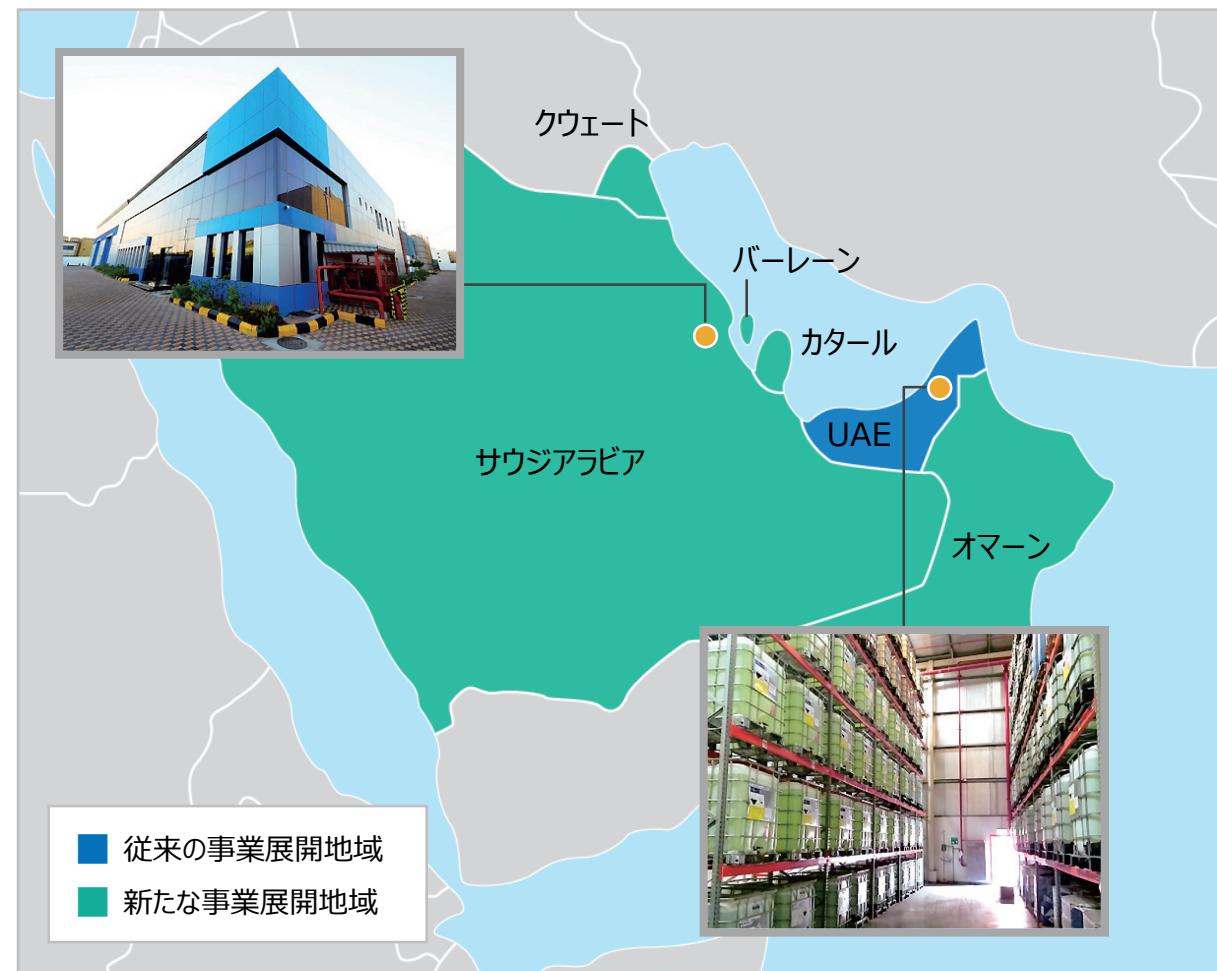 クウェート
バーレーン
カタール
UAE
サウジアラビア
オマーン
従来の事業展開地域
新たな事業展開地域